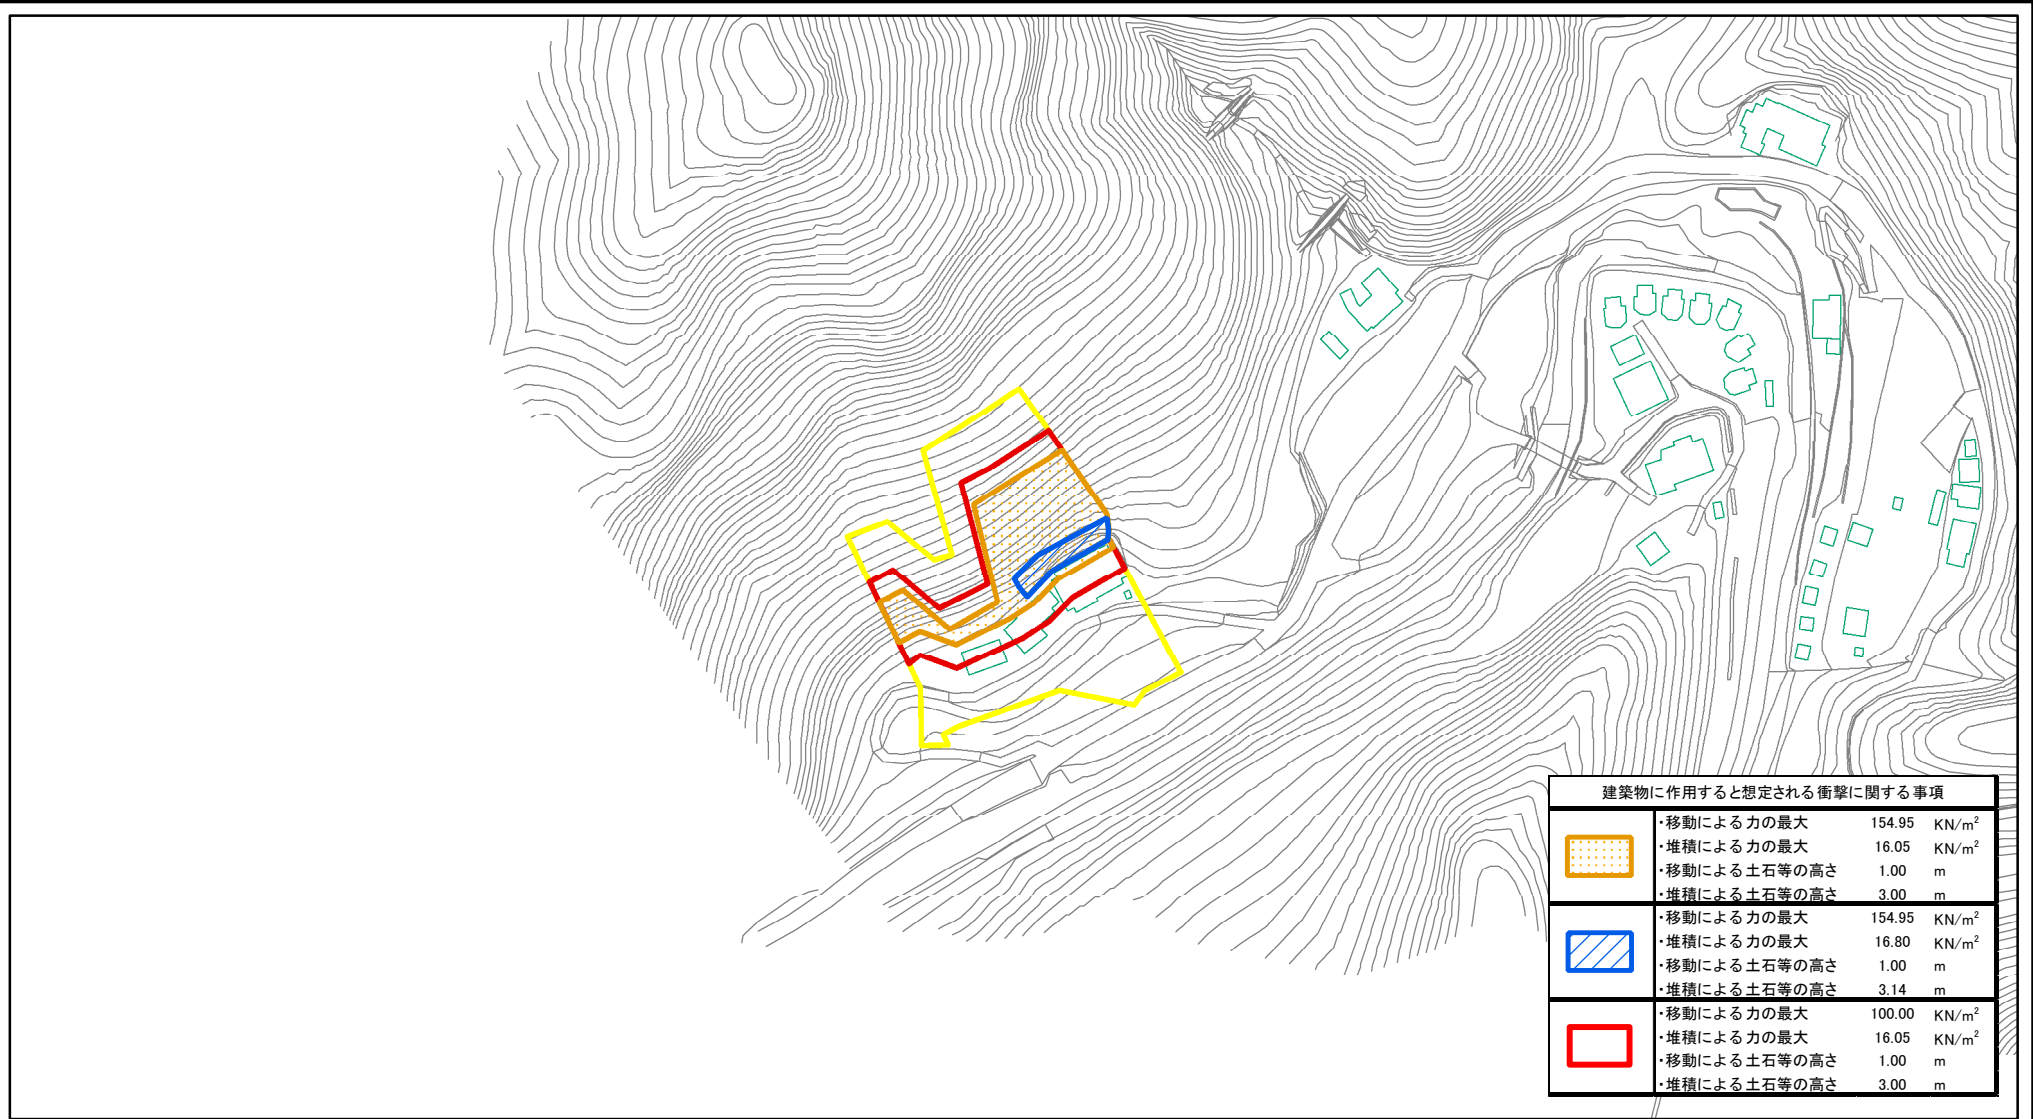 建築物に作用すると想定される衝撃に関する事項
・移動による力の最大 154.95 KN/m²
・堆積による力の最大 16.05 KN/m²
・移動による土石等の高さ 1.00 m
・堆積による土石等の高さ 3.00 m
・移動による力の最大 154.95 KN/m²
・堆積による力の最大 16.80 KN/m²
・移動による土石等の高さ 1.00 m
・堆積による土石等の高さ 3.14 m
・移動による力の最大 100.00 KN/m²
・堆積による力の最大 16.05 KN/m²
・移動による土石等の高さ 1.00 m
・堆積による土石等の高さ 3.00 m